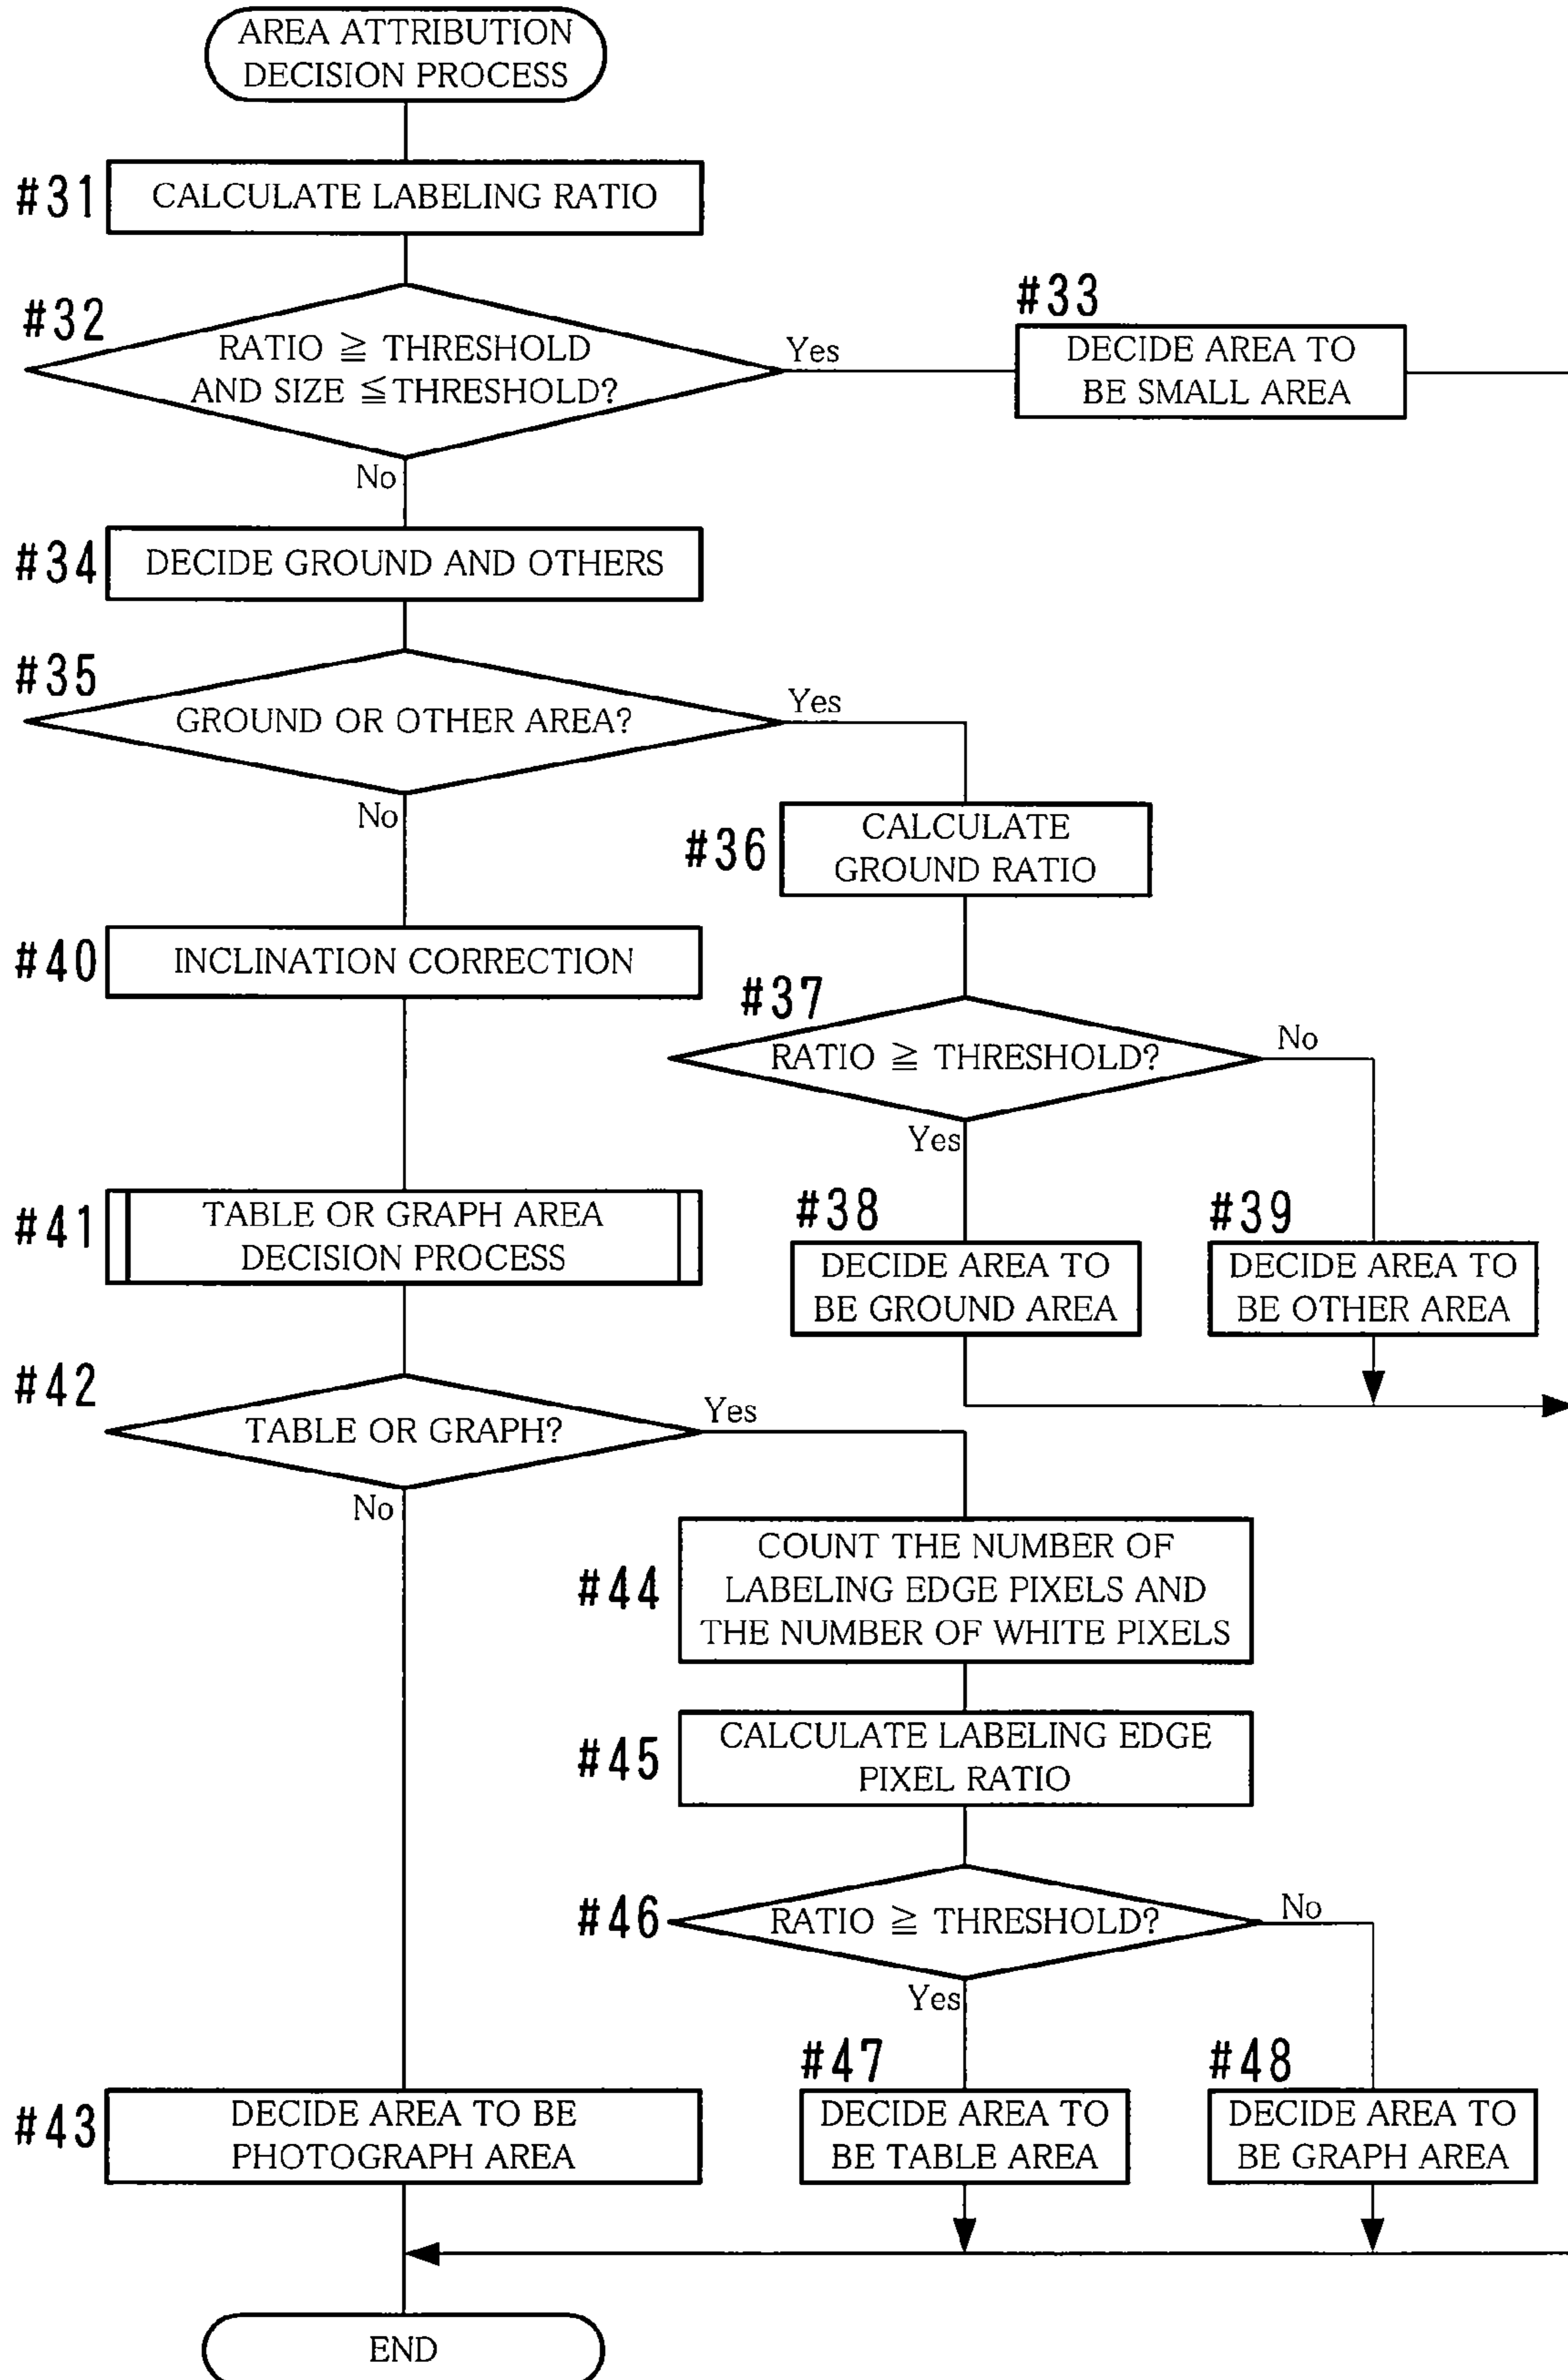 AREA ATTRIBUTION
DECISION PROCESS
#31
CALCULATE LABELING RATIO
#32
RATIO ≧ THRESHOLD
AND SIZE ≦THRESHOLD?
Yes
No
#33
DECIDE AREA TO
BE SMALL AREA
#34
DECIDE GROUND AND OTHERS
#35
GROUND OR OTHER AREA?
Yes
No
#36
CALCULATE
GROUND RATIO
#40
INCLINATION CORRECTION
#37
RATIO ≧ THRESHOLD?
No
Yes
#41
TABLE OR GRAPH AREA
DECISION PROCESS
#38
DECIDE AREA TO
BE GROUND AREA
#39
DECIDE AREA TO
BE OTHER AREA
#42
TABLE OR GRAPH?
Yes
No
#44
COUNT THE NUMBER OF
LABELING EDGE PIXELS AND
THE NUMBER OF WHITE PIXELS
#45
CALCULATE LABELING EDGE
PIXEL RATIO
#46
RATIO ≧ THRESHOLD?
No
Yes
#43
DECIDE AREA TO BE
PHOTOGRAPH AREA
#47
DECIDE AREA TO
BE TABLE AREA
#48
DECIDE AREA TO
BE GRAPH AREA
END